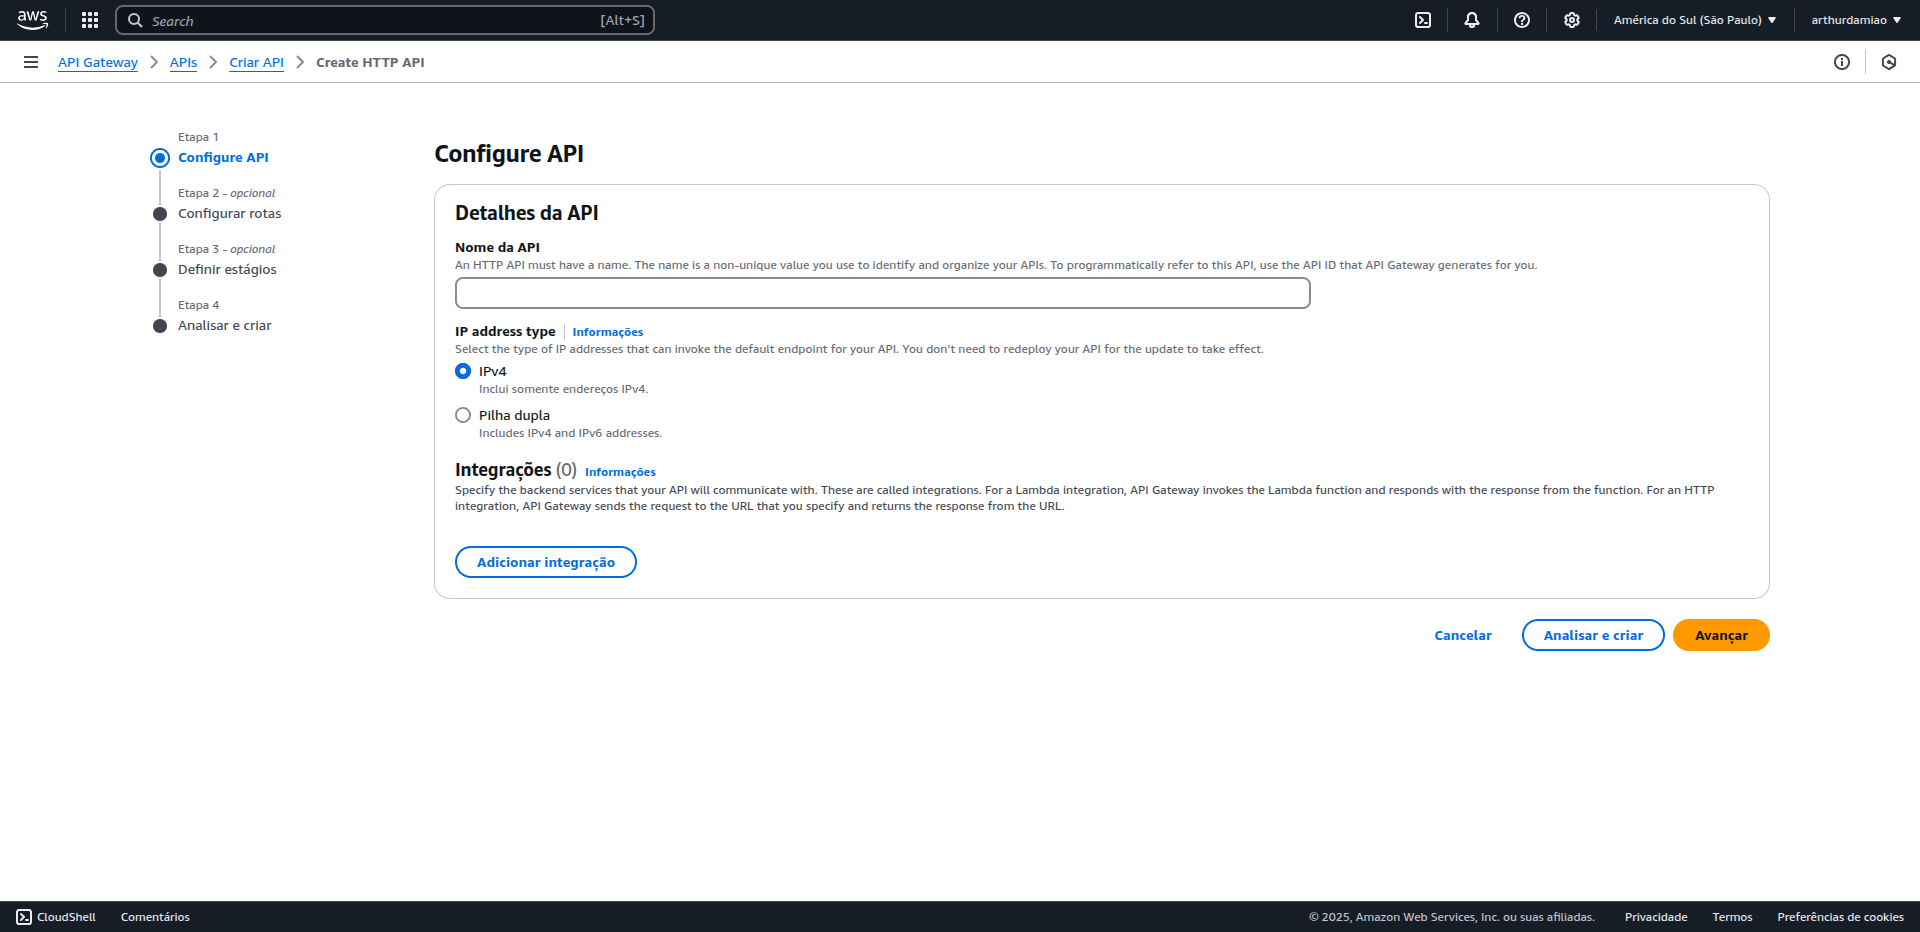 aws
Search [Alt+S]
América do Sul (São Paulo)
arthurdamiao
API Gateway
APIs
Criar API
Create HTTP API
Etapa 1
Configure API
Etapa 2 - opcional
Configurar rotas
Etapa 3 - opcional
Definir estágios
Etapa 4
Analisar e criar
Configure API
Detalhes da API
Nome da API
An HTTP API must have a name. The name is a non-unique value you use to identify and organize your APIs. To programmatically refer to this API, use the API ID that API Gateway generates for you.
IP address type
Informações
Select the type of IP addresses that can invoke the default endpoint for your API. You don't need to redeploy your API for the update to take effect.
IPv4
Inclui somente endereços IPv4.
Pilha dupla
Includes IPv4 and IPv6 addresses.
Integrações (0) Informações
Specify the backend services that your API will communicate with. These are called integrations. For a Lambda integration, API Gateway invokes the Lambda function and responds with the response from the function. For an HTTP
integration, API Gateway sends the request to the URL that you specify and returns the response from the URL.
Adicionar integração
Cancelar
Analisar e criar
Avançar
CloudShell
Comentários
© 2025, Amazon Web Services, Inc. ou suas afiliadas.
Privacidade
Termos
Preferências de cookies